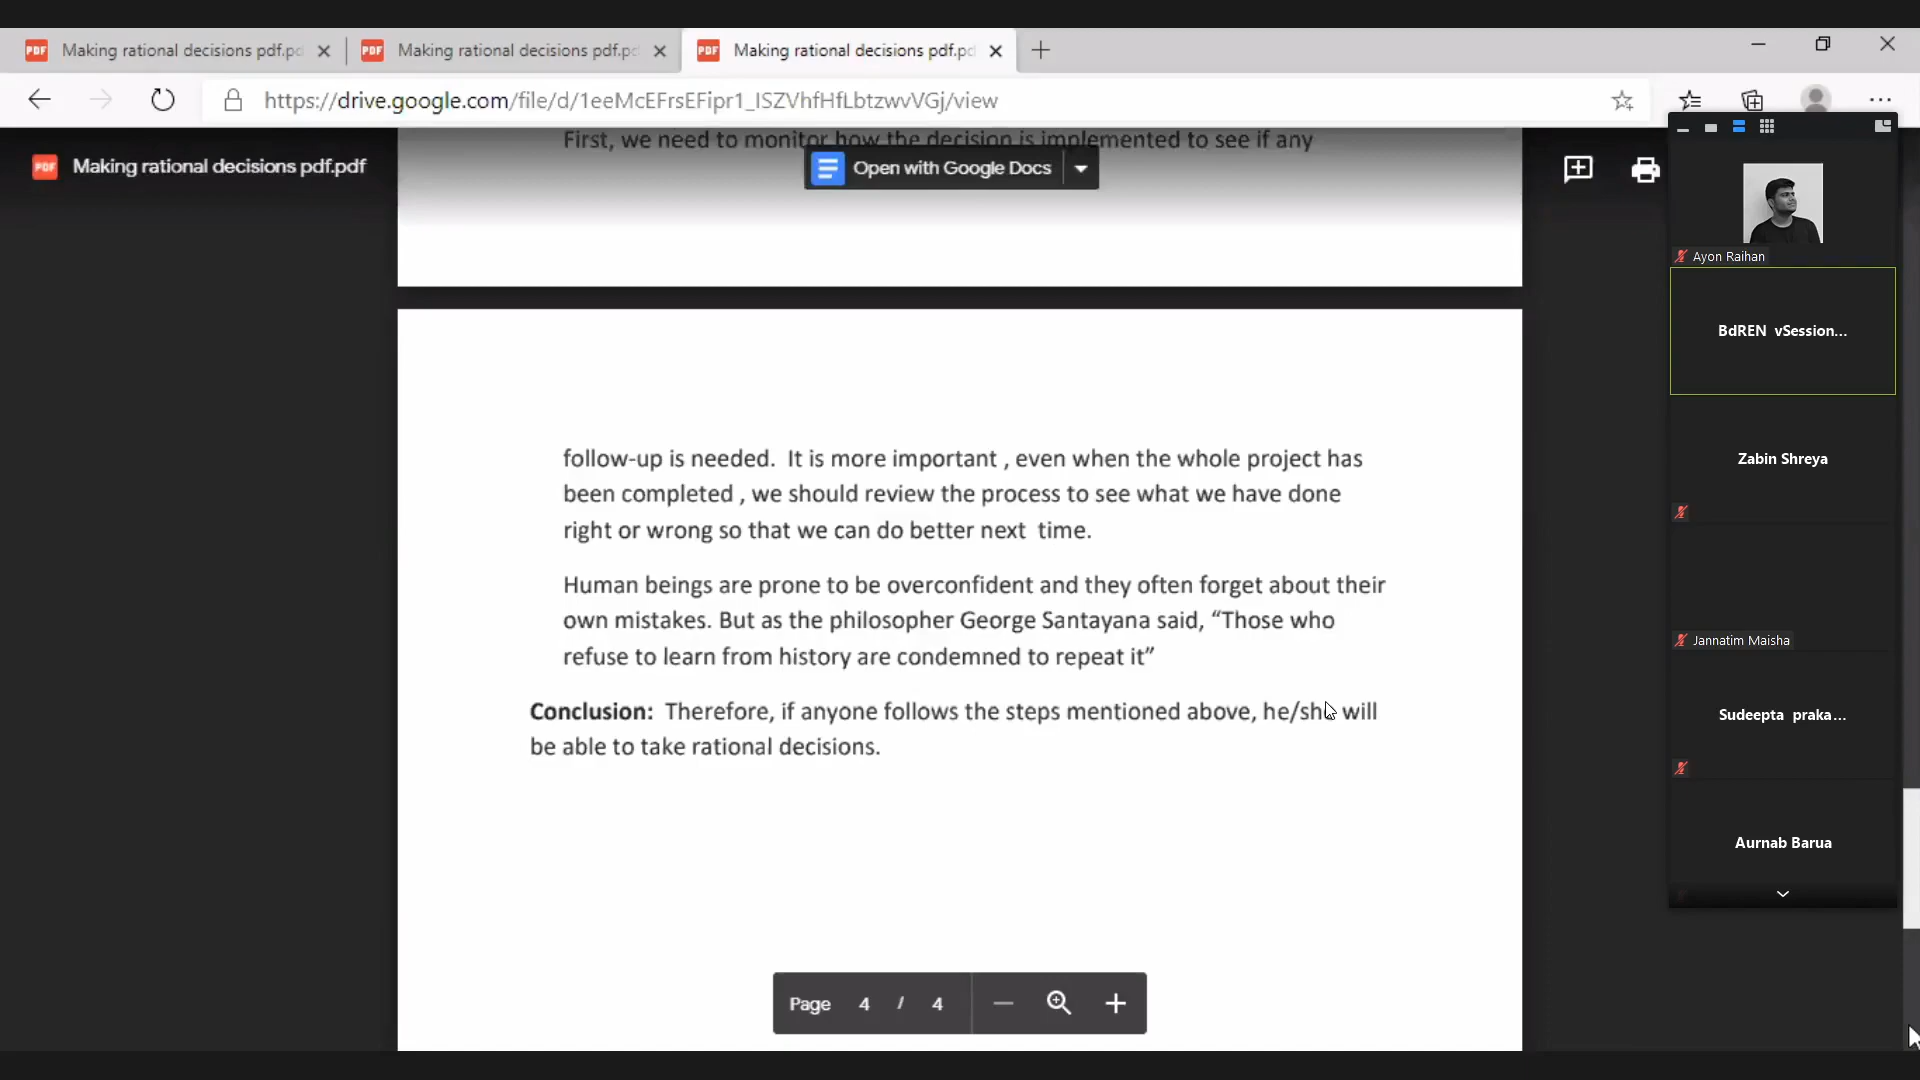 Making rational decisions pdf.pd
Making rational decisions pdf.pd
Making rational decisions pdf.pd
https://drive.google.com/file/d/1eeMcEFrsEFipr1_ISZVhfHfLbtzwvVGj/view
First, we need to monitor how the decision is implemented to see if any
PDF
Making rational decisions pdf.pdf
Open with Google Docs
follow-up is needed.  It is more important , even when the whole project has
been completed , we should review the process to see what we have done
right or wrong so that we can do better next  time.
Human beings are prone to be overconfident and they often forget about their
own mistakes. But as the philosopher George Santayana said, “Those who
refuse to learn from history are condemned to repeat it”
Conclusion:  Therefore, if anyone follows the steps mentioned above, he/she will
be able to take rational decisions.
Page 4 / 4
Ayon Raihan
BdREN vSession...
Zabin Shreya
Jannatim Maisha
Sudeepta praka...
Aurnab Barua